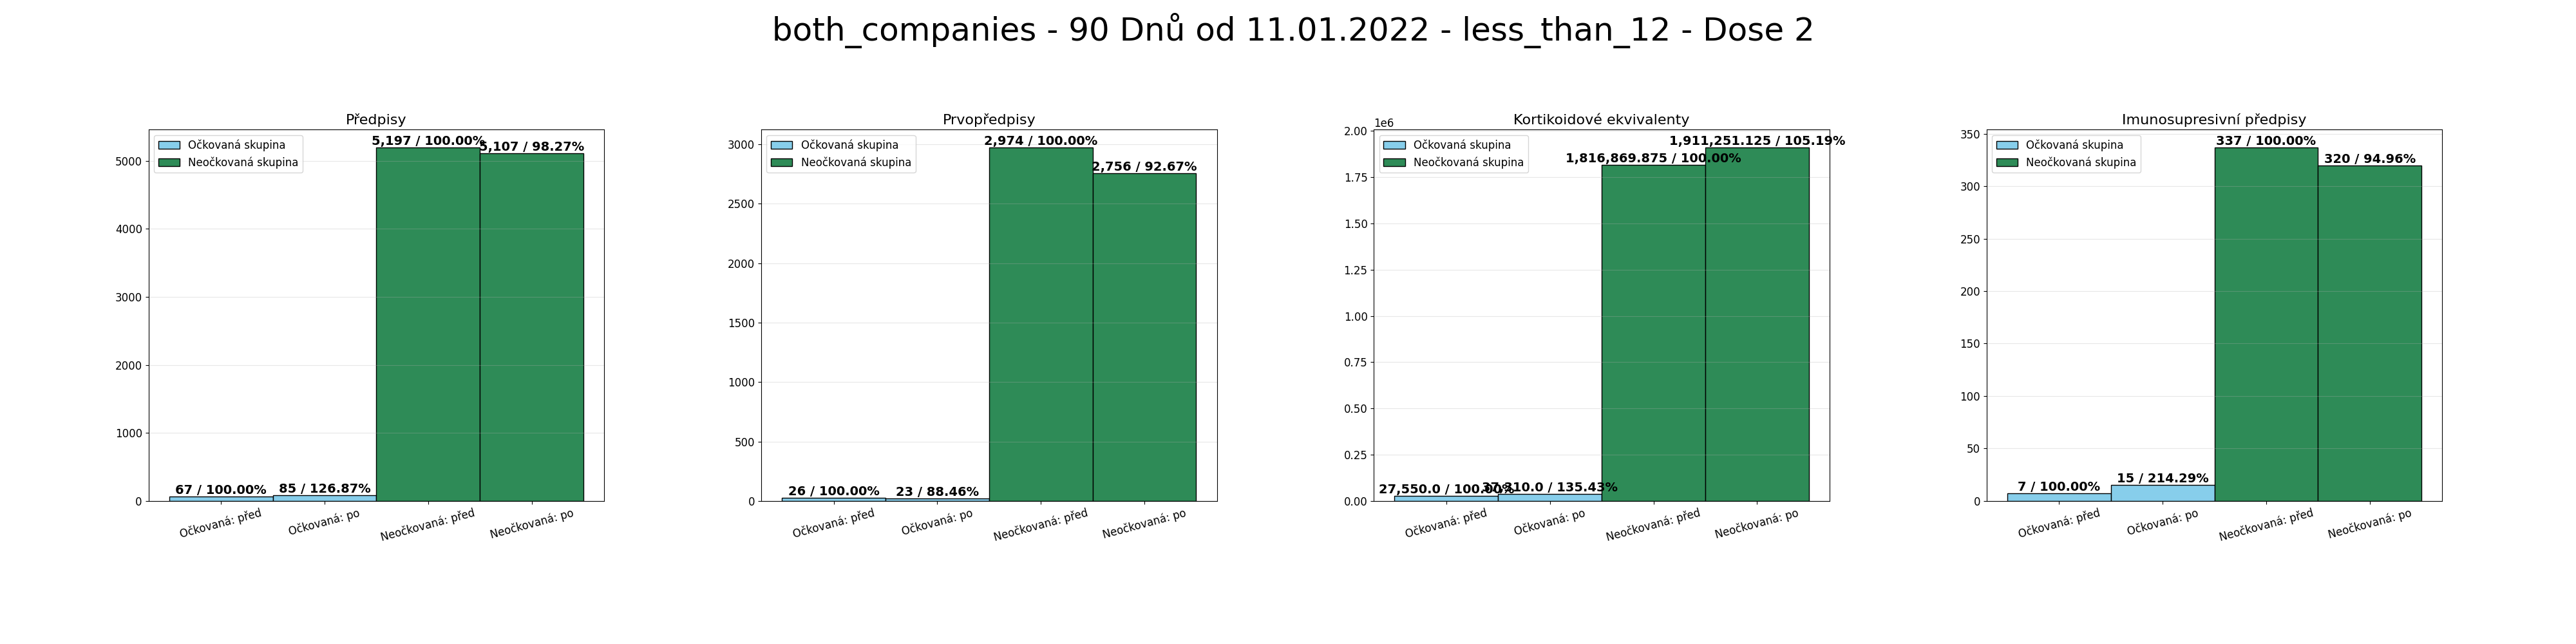 both_companies - 90 Dnů od 11.01.2022 - less_than_12 - Dose 2
Předpisy
Očkovaná skupina
Neočkovaná skupina
5,197 / 100.00%
5,107 / 98.27%
67 / 100.00%
85 / 126.87%
5000
4000
3000
2000
1000
0
Očkovaná: před
Očkovaná: po
Neočkovaná: před
Neočkovaná: po
Prvopředpisy
Očkovaná skupina
Neočkovaná skupina
2,974 / 100.00%
2,756 / 92.67%
26 / 100.00%
23 / 88.46%
3000
2500
2000
1500
1000
500
0
Očkovaná: před
Očkovaná: po
Neočkovaná: před
Neočkovaná: po
Kortikoidové ekvivalenty
1e6
Očkovaná skupina
Neočkovaná skupina
1,911,251.125 / 105.19%
1,816,869.875 / 100.00%
27,550.0 / 100.00%
37,310.0 / 135.43%
2.00
1.75
1.50
1.25
1.00
0.75
0.50
0.25
0.00
Očkovaná: před
Očkovaná: po
Neočkovaná: před
Neočkovaná: po
Imunosupresivní předpisy
Očkovaná skupina
Neočkovaná skupina
337 / 100.00%
320 / 94.96%
7 / 100.00%
15 / 214.29%
350
300
250
200
150
100
50
0
Očkovaná: před
Očkovaná: po
Neočkovaná: před
Neočkovaná: po